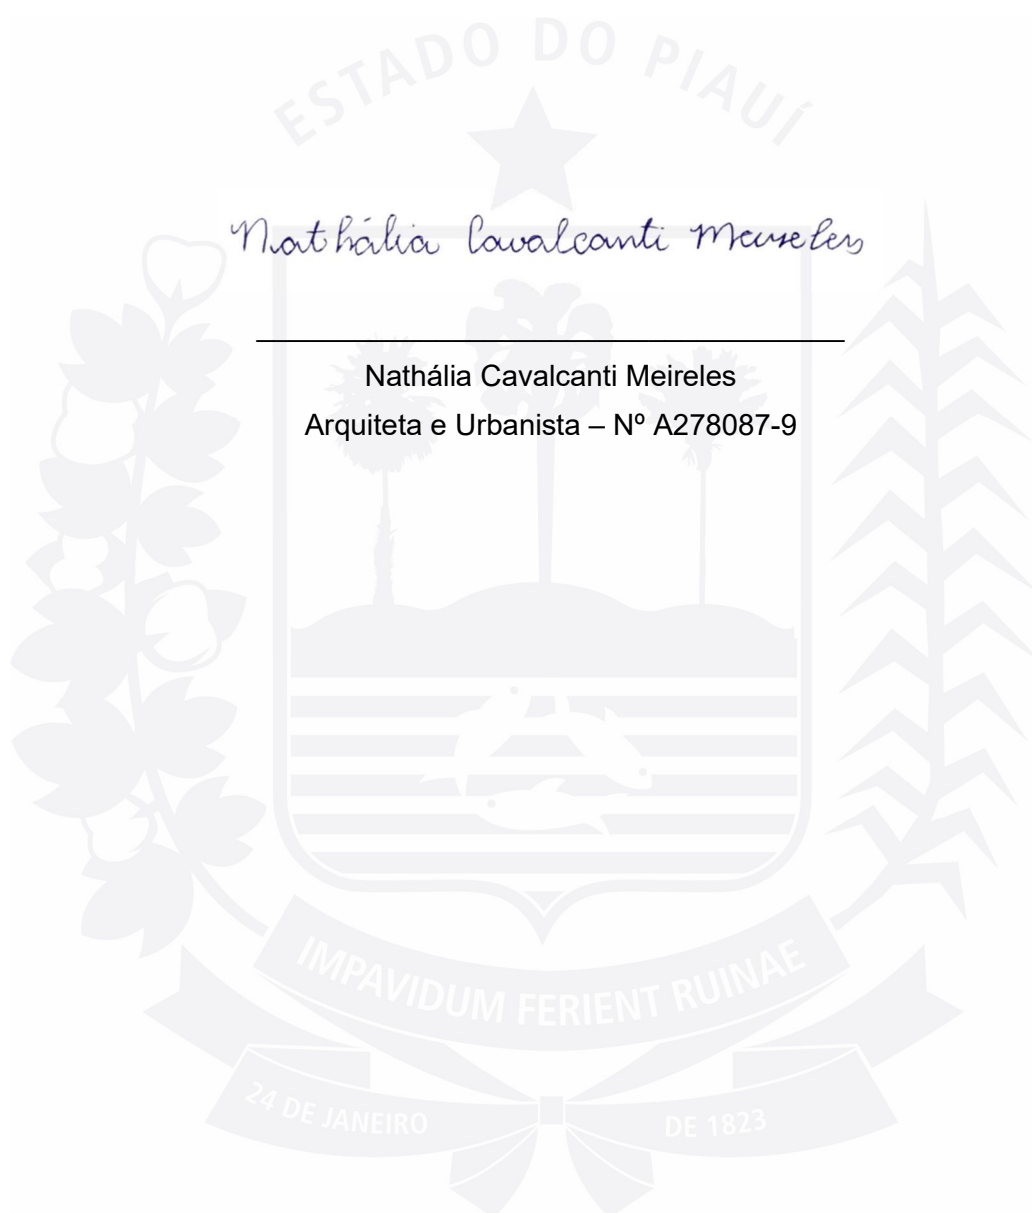 ESTADO DO PIAUÍ
Nathália Cavalcanti Meireles
Nathália Cavalcanti Meireles
Arquiteta e Urbanista – Nº A278087-9
IMPAVIDUM FERIENT RUINAE
24 DE JANEIRO DE 1823